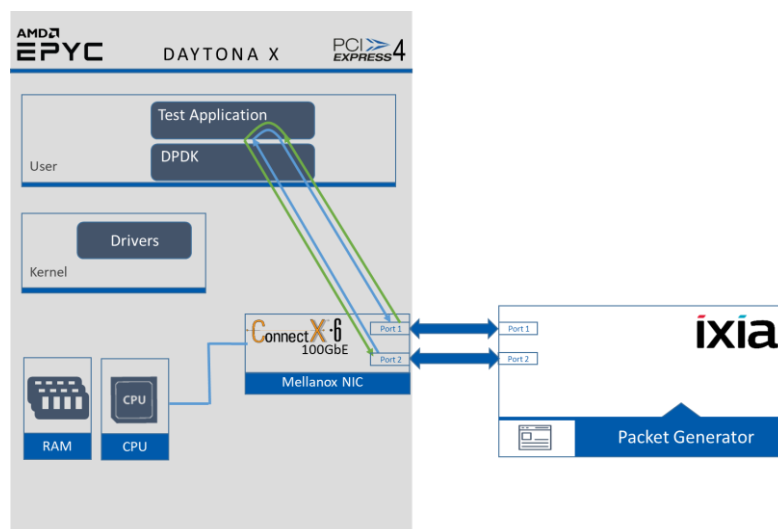 AMD
EPYC
DAYTONA X
PCI
EXPRESS 4
Test Application
DPDK
User
Drivers
Kernel
ConnectX-6
100GbE
Port 1
Port 2
Mellanox NIC
CPU
RAM
CPU
ixia
Port 1
Port 2
Packet Generator